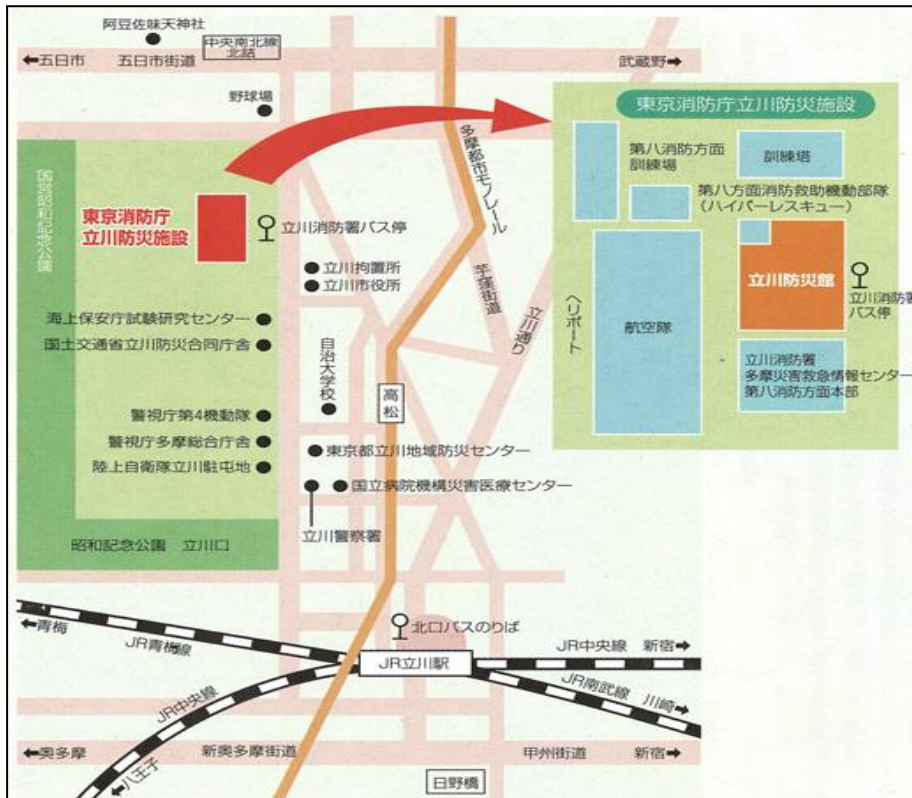 阿豆佐味天神社
中央南北線
北詰
←五日市 五日市街道
武蔵野→
野球場
東京消防庁立川防災施設
多摩都市モノレール
国営昭和記念公園
東京消防庁
立川防災施設
立川消防署バス停
第八消防方面
訓練場
訓練塔
第八方面消防救助機動部隊
(ハイパーレスキュー)
立川拘置所
立川市役所
芋窪街道
立川通り
ヘリポート
航空隊
立川防災館
立川消防署
バス停
立川消防署
多摩災害救急情報センター
第八消防方面本部
海上保安庁試験研究センター
国土交通省立川防災合同庁舎
自治大学校
高松
警視庁第4機動隊
警視庁多摩総合庁舎
陸上自衛隊立川駐屯地
東京都立川地域防災センター
国立病院機構災害医療センター
立川警察署
昭和記念公園 立川口
北口バスのりば
←青梅
JR青梅線
JR立川駅
JR中央線 新宿→
JR南武線 川崎→
JR中央線
←奥多摩 新奥多摩街道
甲州街道 新宿→
←八王子
日野橋